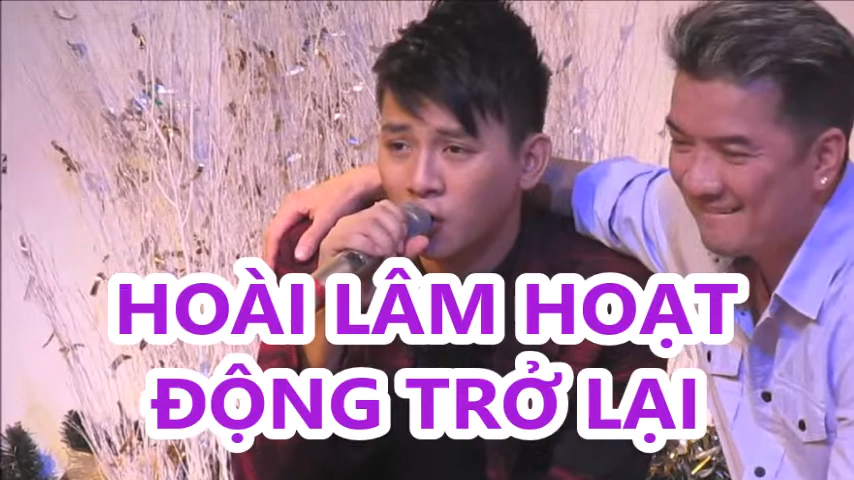 HOÀI LÂM HOẠT
ĐỘNG TRỞ LẠI